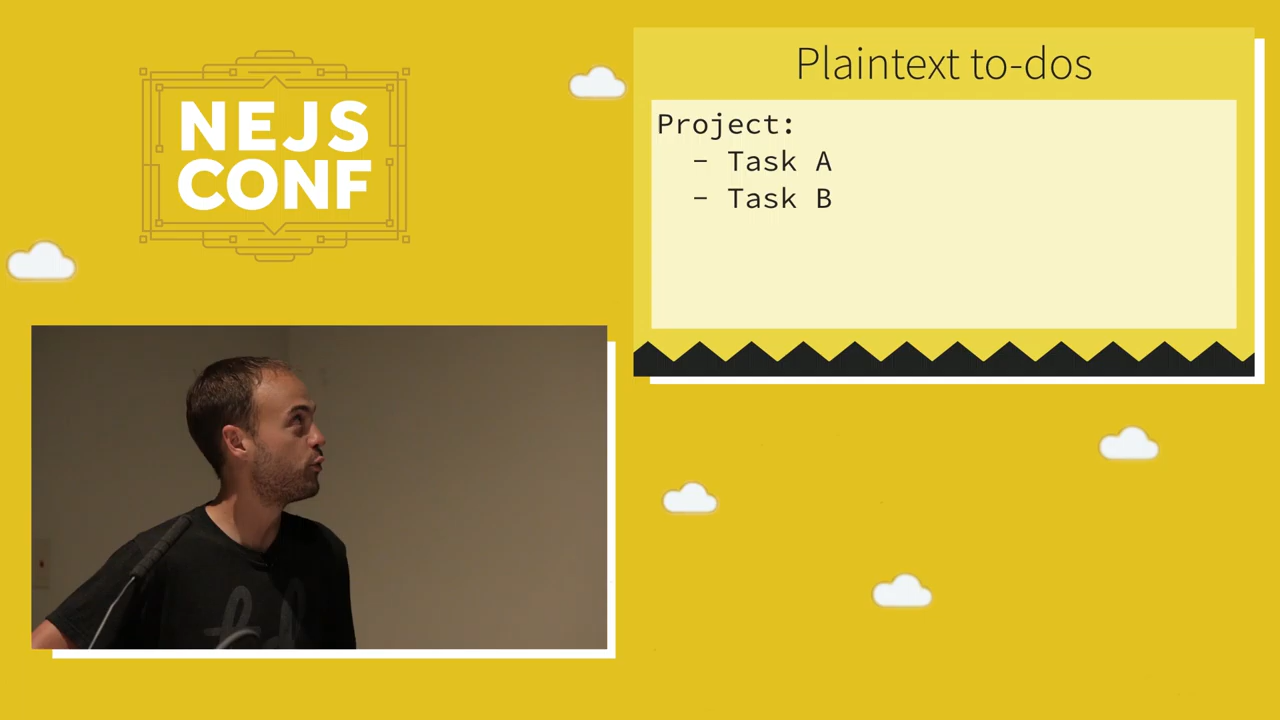 NEJS
CONF
Plaintext to-dos
Project:
- Task A
- Task B